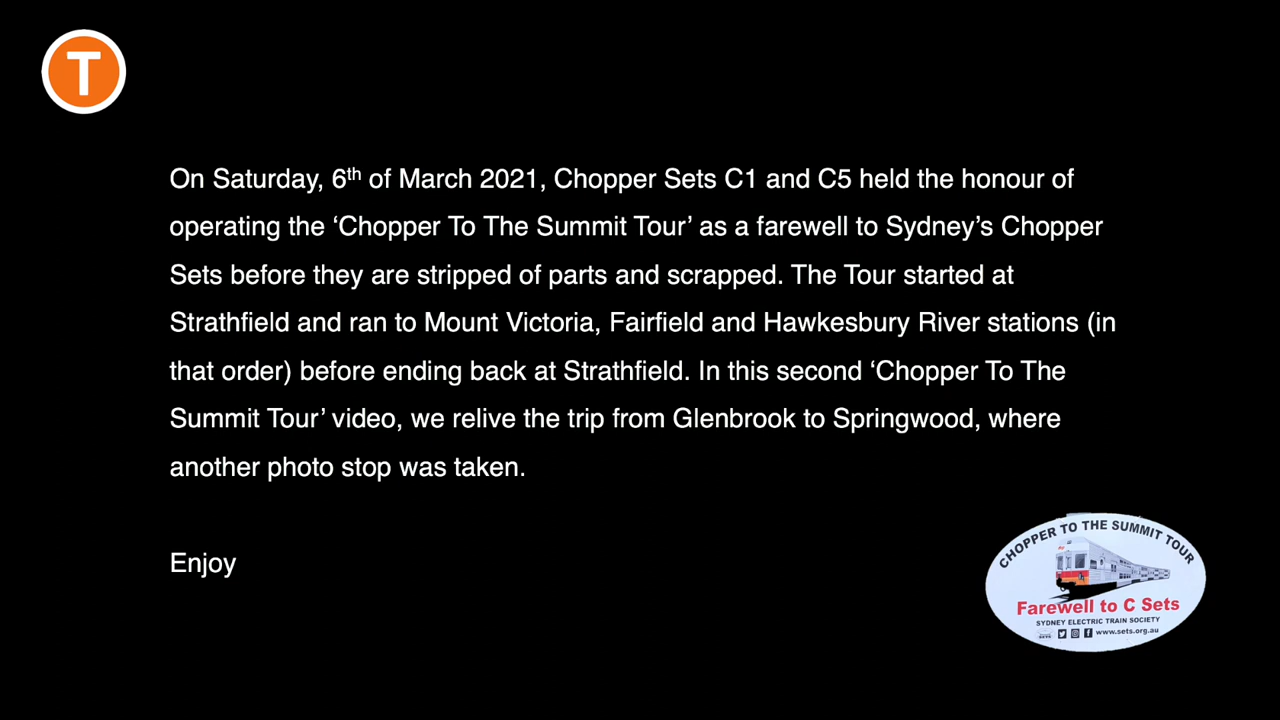 T
On Saturday, 6th of March 2021, Chopper Sets C1 and C5 held the honour of
operating the ‘Chopper To The Summit Tour’ as a farewell to Sydney’s Chopper
Sets before they are stripped of parts and scrapped. The Tour started at
Strathfield and ran to Mount Victoria, Fairfield and Hawkesbury River stations (in
that order) before ending back at Strathfield. In this second ‘Chopper To The
Summit Tour’ video, we relive the trip from Glenbrook to Springwood, where
another photo stop was taken.
Enjoy
CHOPPER TO THE SUMMIT TOUR
Farewell to C Sets
SYDNEY ELECTRIC TRAIN SOCIETY
www.sets.org.au